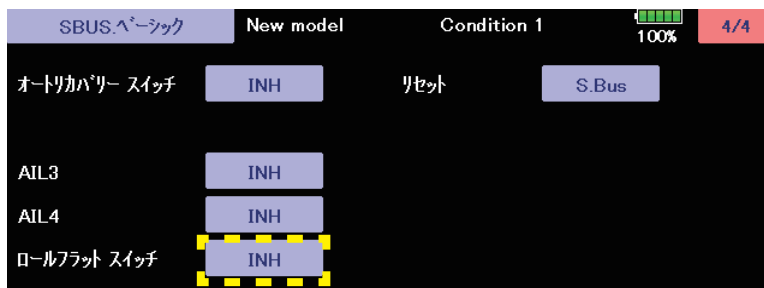 SBUS.ベーシック New model Condition 1 100% 4/4
オートリカバリー スイッチ INH リセット S.Bus
AIL3 INH
AIL4 INH
ロールフラット スイッチ INH